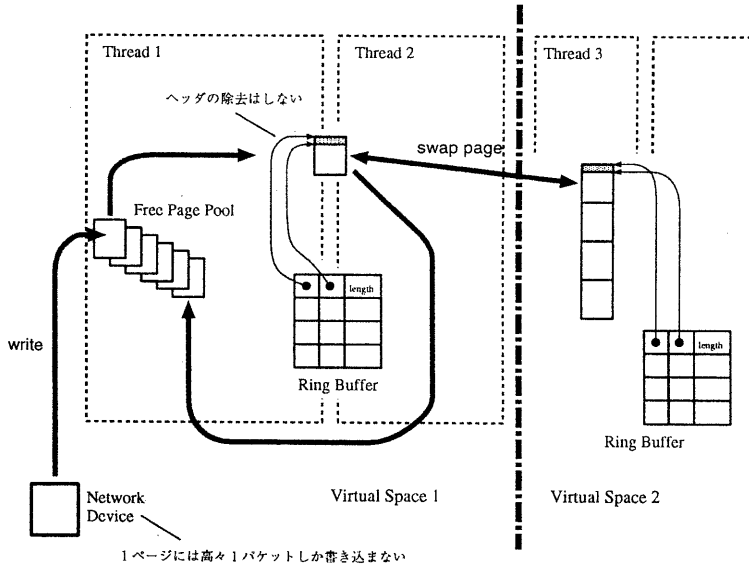 Thread 1
Thread 2
Thread 3
ヘッダの除去はしない
swap page
Free Page Pool
length
write
length
Ring Buffer
Ring Buffer
Network
Device
Virtual Space 1
Virtual Space 2
1ページには高々1パケットしか書き込まない